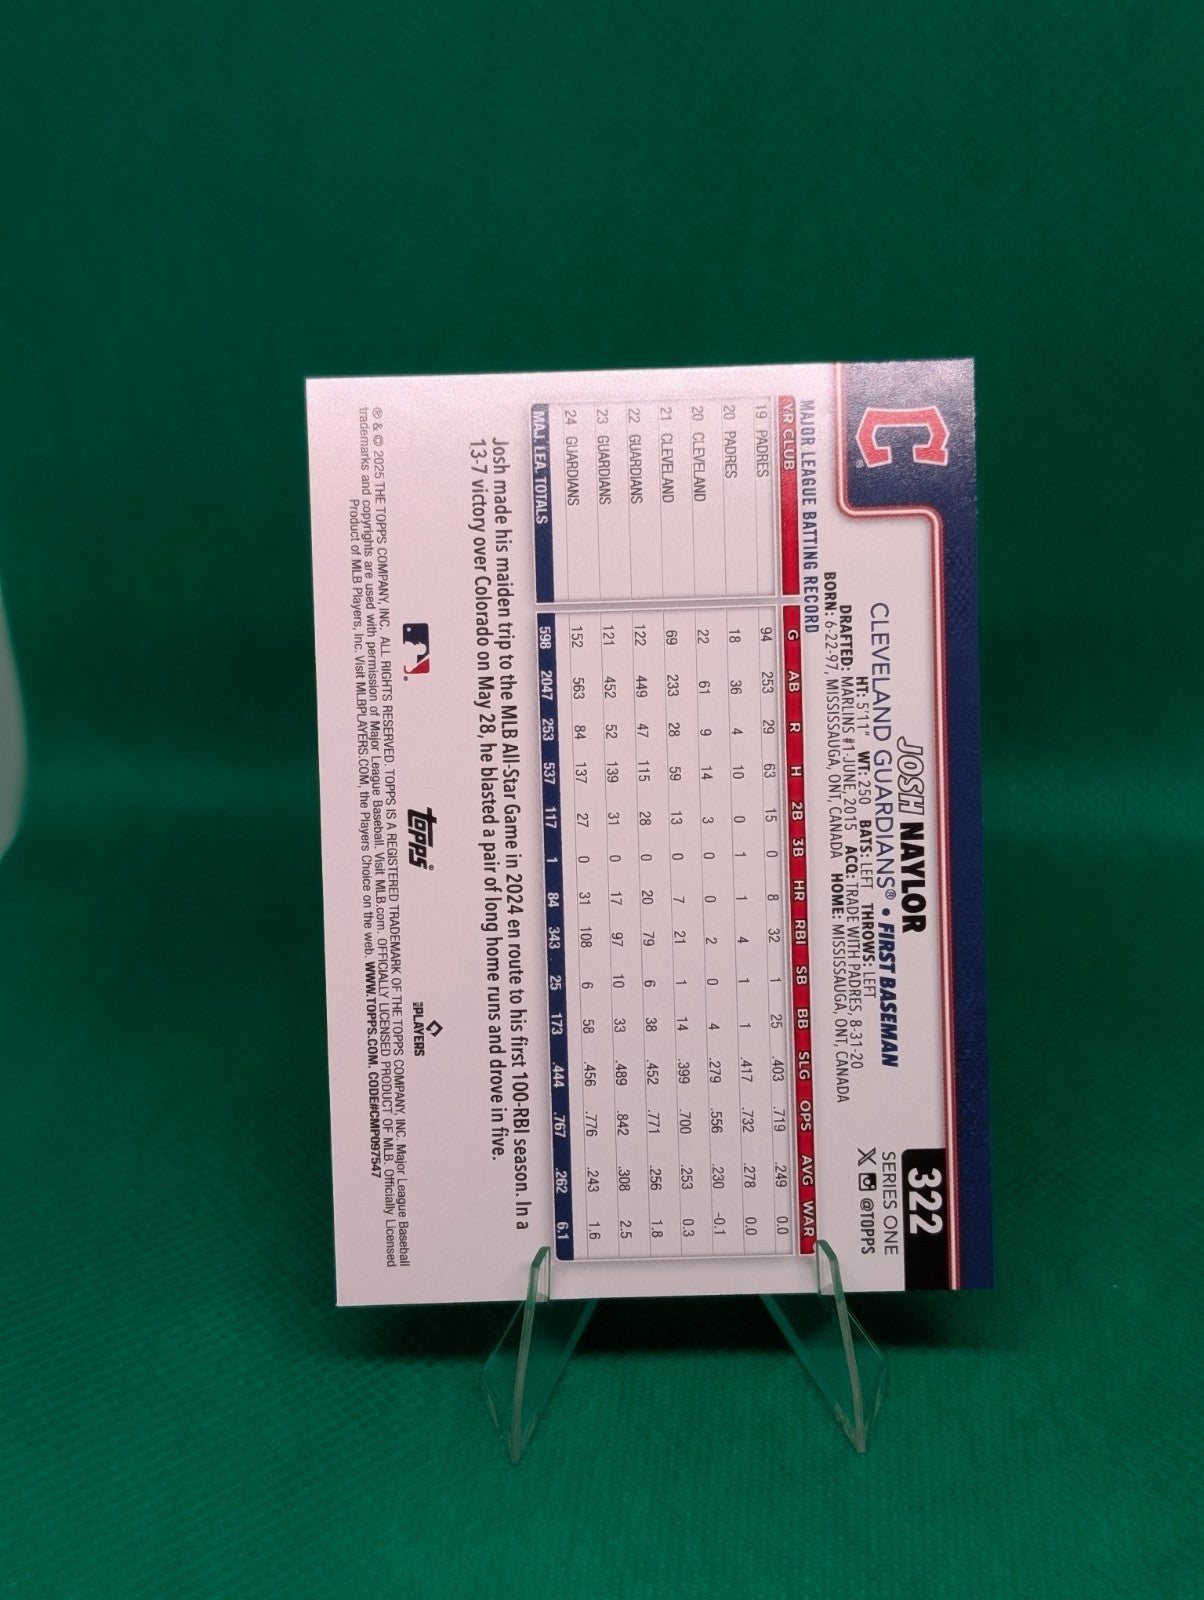 C
322
SERIES ONE
X @TOPPS
JOSH NAYLOR
CLEVELAND GUARDIANS® • FIRST BASEMAN
HT: 5'11" WT: 250 BATS: LEFT THROWS: LEFT
DRAFTED: MARLINS #1-JUNE, 2015 ACQ: TRADE WITH PADRES, 8-31-20
BORN: 6-22-97, MISSISSAUGA, ONT, CANADA HOME: MISSISSAUGA, ONT, CANADA
MAJOR LEAGUE BATTING RECORD
YR CLUB G AB R H 2B 3B HR RBI SB BB SLG OPS AVG WAR
19 PADRES 94 253 29 63 15 0 8 32 1 25 .403 .719 .249 0.0
20 PADRES 18 36 4 10 0 1 1 4 1 1 .417 .732 .278 0.0
20 CLEVELAND 22 61 9 14 3 0 0 2 0 4 .279 .556 .230 -0.1
21 CLEVELAND 69 233 28 59 13 0 7 21 1 14 .399 .700 .253 0.3
22 GUARDIANS 122 449 47 115 28 0 20 79 6 38 .452 .771 .256 1.8
23 GUARDIANS 121 452 52 139 31 0 17 97 10 33 .489 .842 .308 2.5
24 GUARDIANS 152 563 84 137 27 0 31 108 6 58 .456 .776 .243 1.6
MAJ. LEA. TOTALS 598 2047 253 537 117 1 84 343 25 173 .444 .767 .262 6.1
Josh made his maiden trip to the MLB All-Star Game in 2024 en route to his first 100-RBI season. In a
13-7 victory over Colorado on May 28, he blasted a pair of long home runs and drove in five.
topps®
MLB PLAYERS
® & © 2025 THE TOPPS COMPANY, INC. ALL RIGHTS RESERVED. TOPPS IS A REGISTERED TRADEMARK OF THE TOPPS COMPANY, INC. Major League Baseball
trademarks and copyrights are used with permission of Major League Baseball. Visit MLB.com. OFFICIALLY LICENSED PRODUCT OF MLB. Officially Licensed
Product of MLB Players, Inc. Visit MLBPLAYERS.COM, the Players Choice on the web. WWW.TOPPS.COM. CODE#CMP097547